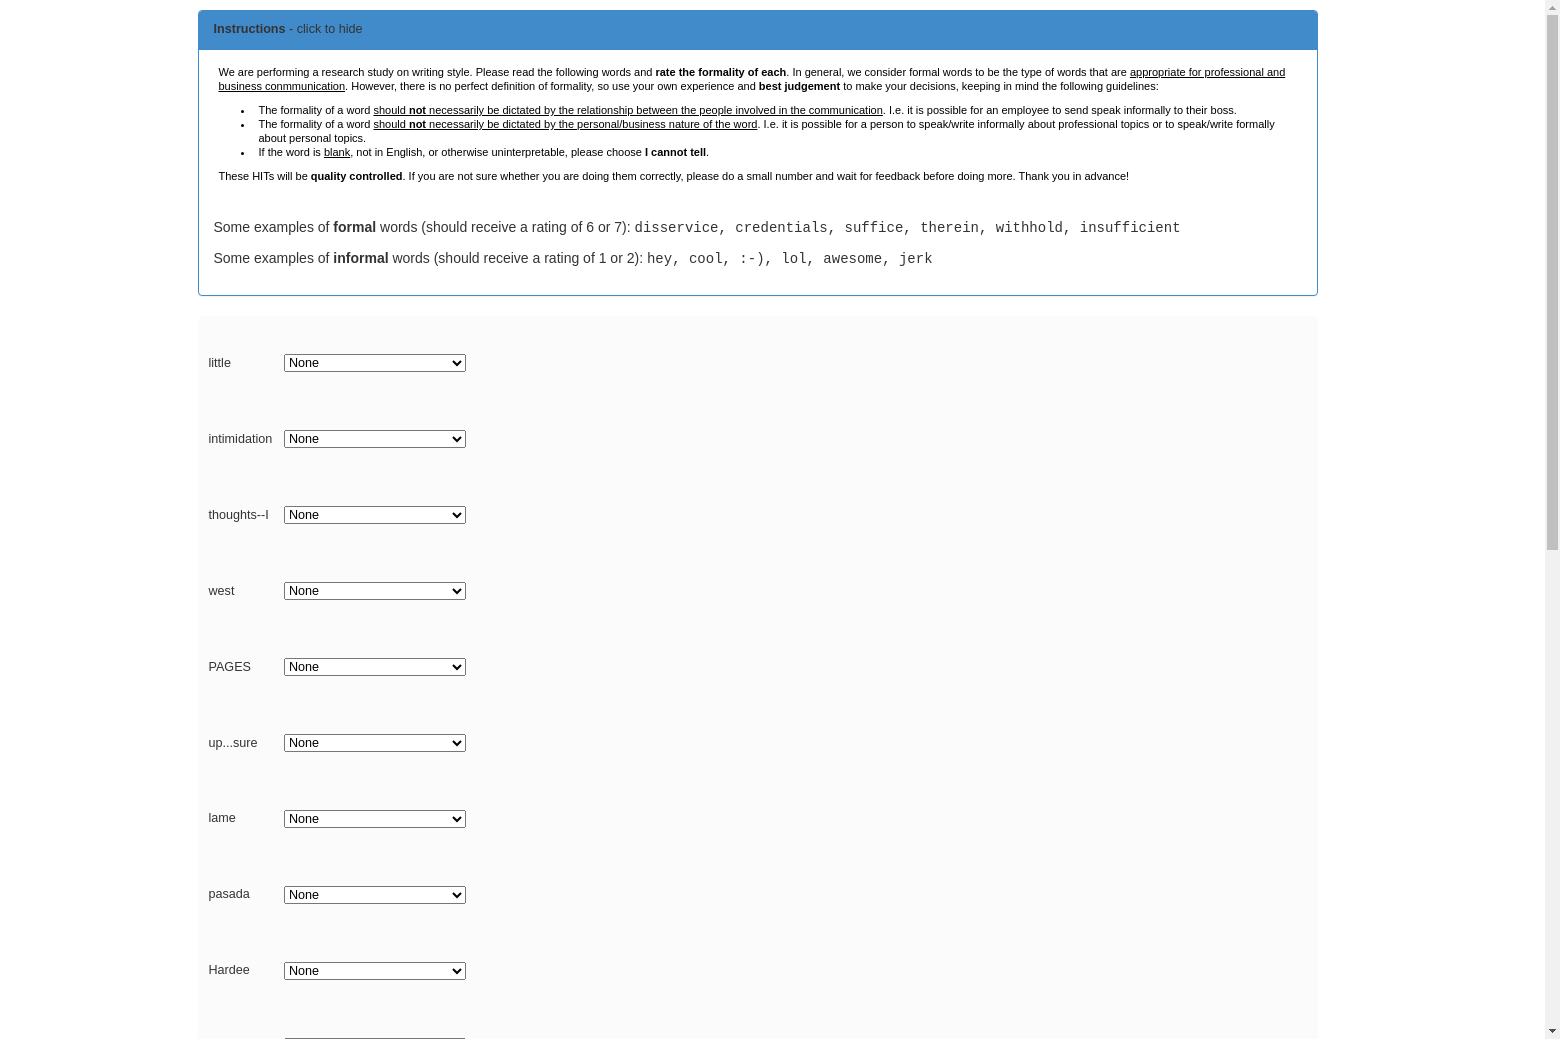 Instructions - click to hide
We are performing a research study on writing style. Please read the following words and rate the formality of each. In general, we consider formal words to be the type of words that are appropriate for professional and
business conmmunication. However, there is no perfect definition of formality, so use your own experience and best judgement to make your decisions, keeping in mind the following guidelines:
• The formality of a word should not necessarily be dictated by the relationship between the people involved in the communication. I.e. it is possible for an employee to send speak informally to their boss.
• The formality of a word should not necessarily be dictated by the personal/business nature of the word. I.e. it is possible for a person to speak/write informally about professional topics or to speak/write formally
about personal topics.
• If the word is blank, not in English, or otherwise uninterpretable, please choose I cannot tell.
These HITs will be quality controlled. If you are not sure whether you are doing them correctly, please do a small number and wait for feedback before doing more. Thank you in advance!
Some examples of formal words (should receive a rating of 6 or 7): disservice, credentials, suffice, therein, withhold, insufficient
Some examples of informal words (should receive a rating of 1 or 2): hey, cool, :-), lol, awesome, jerk
little None
intimidation None
thoughts--I None
west None
PAGES None
up...sure None
lame None
pasada None
Hardee None